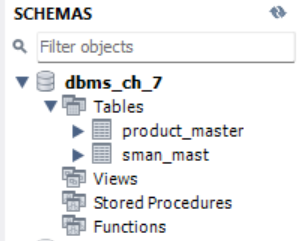 SCHEMAS
Filter objects
dbms_ch_7
Tables
product_master
sman_mast
Views
Stored Procedures
Functions